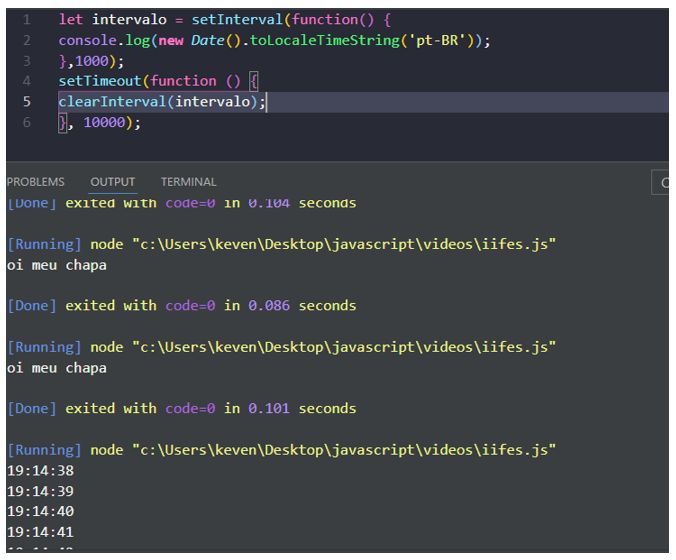 1 let intervalo = setInterval(function() {
2 console.log(new Date().toLocaleTimeString('pt-BR'));
3 },1000);
4 setTimeout(function () {
5 clearInterval(intervalo);
6 }, 10000);
PROBLEMS OUTPUT TERMINAL
[Done] exited with code=0 in 0.104 seconds
[Running] node "c:\Users\keven\Desktop\javascript\videos\iifes.js"
oi meu chapa
[Done] exited with code=0 in 0.086 seconds
[Running] node "c:\Users\keven\Desktop\javascript\videos\iifes.js"
oi meu chapa
[Done] exited with code=0 in 0.101 seconds
[Running] node "c:\Users\keven\Desktop\javascript\videos\iifes.js"
19:14:38
19:14:39
19:14:40
19:14:41